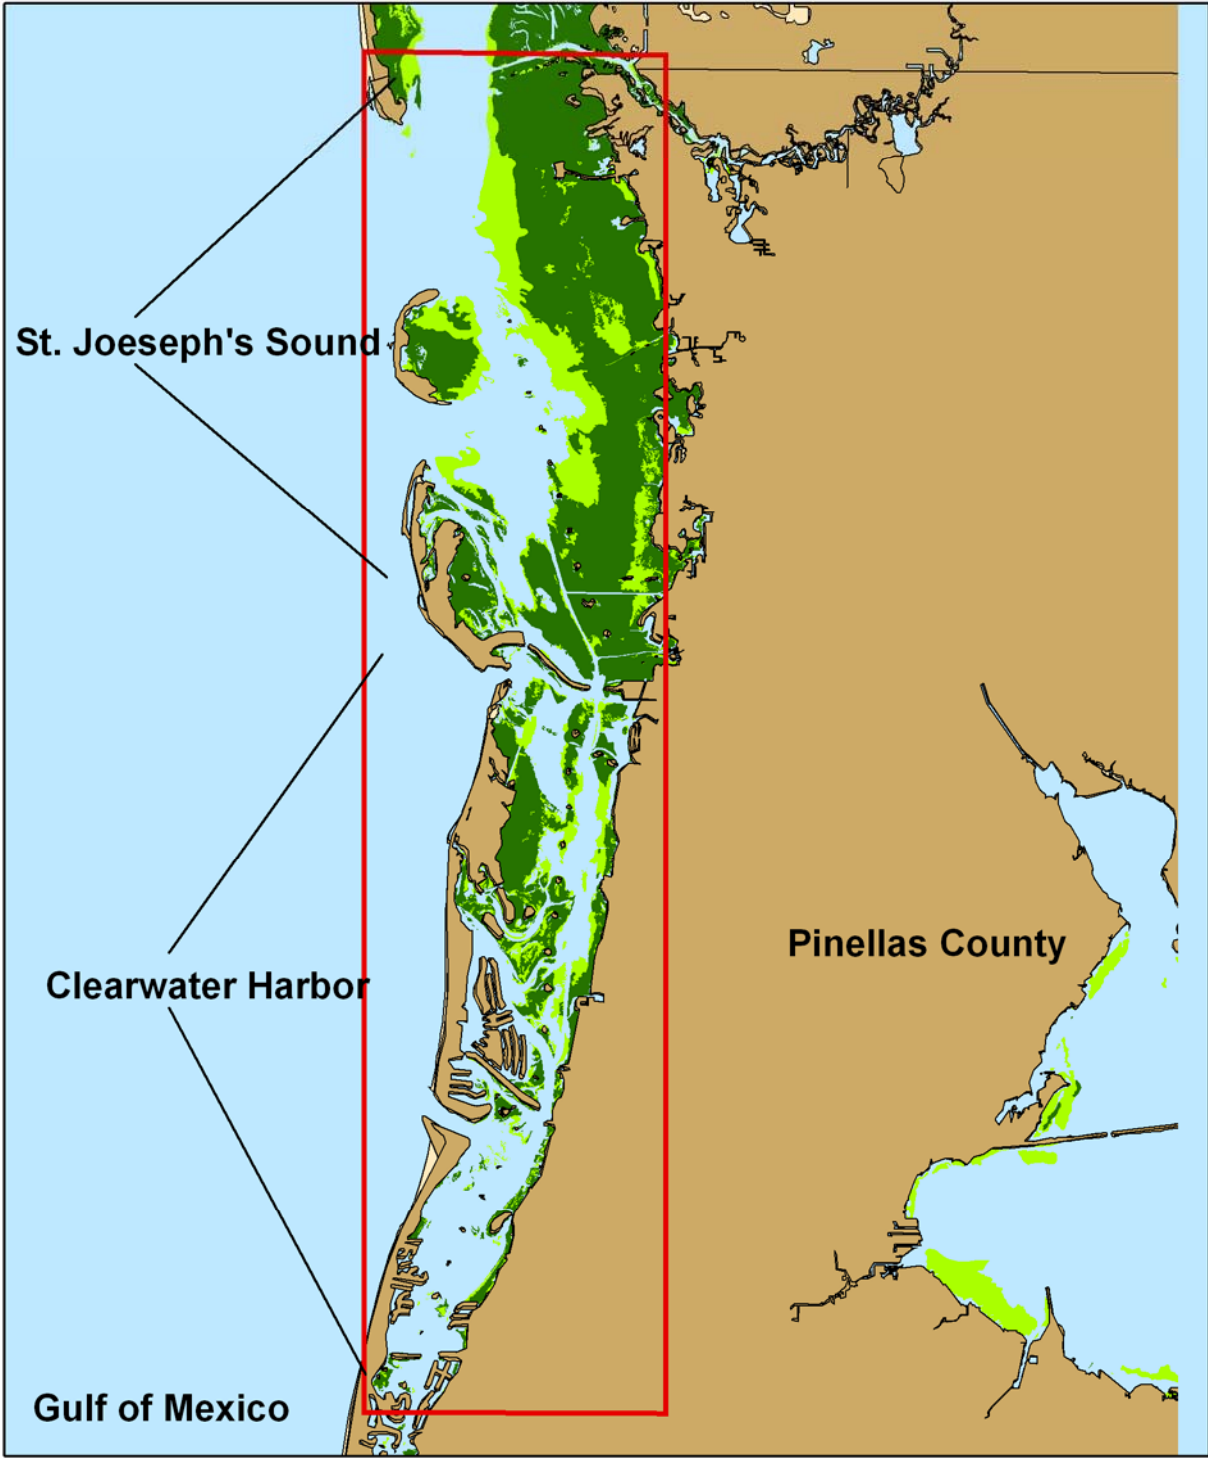 St. Joeseph's Sound
Pinellas County
Clearwater Harbor
Gulf of Mexico